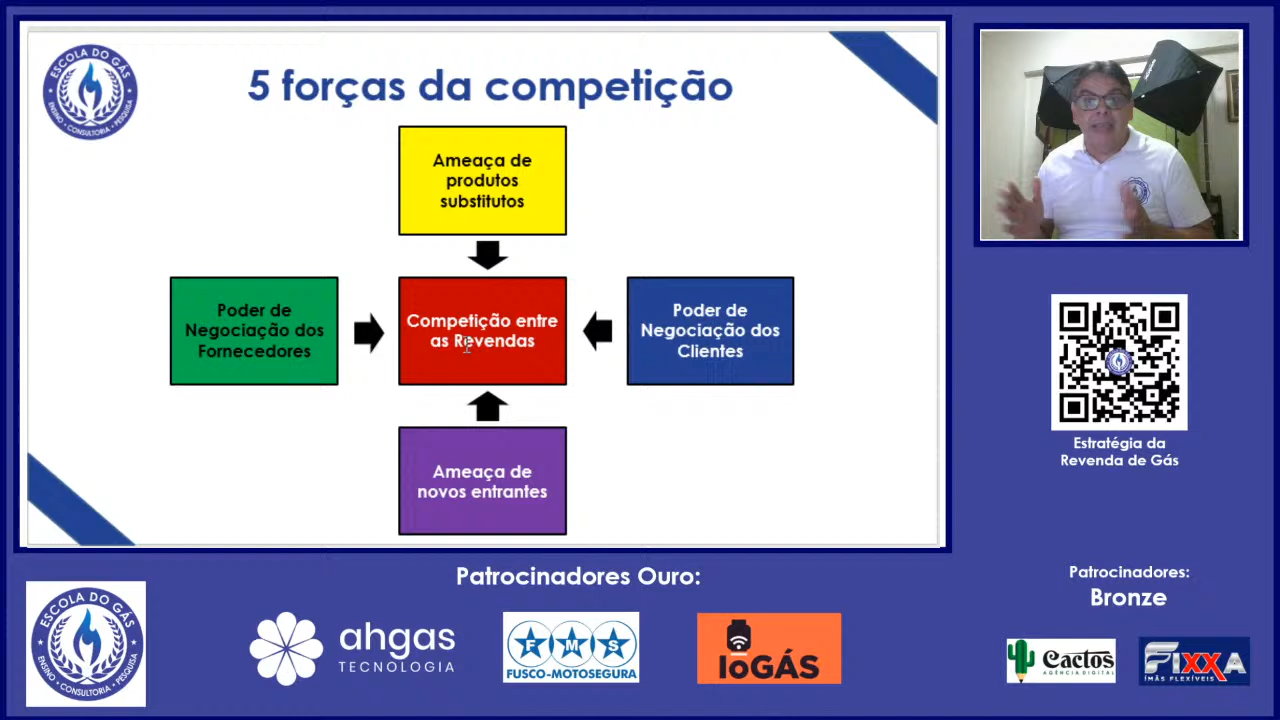 ESCOLA DO GÁS
ENSINO • CONSULTORIA • PESQUISA
5 forças da competição
Ameaça de
produtos
substitutos
Poder de
Negociação dos
Fornecedores
Competição entre
as Revendas
Poder de
Negociação dos
Clientes
Ameaça de
novos entrantes
Estratégia da
Revenda de Gás
Patrocinadores Ouro:
Patrocinadores:
Bronze
ESCOLA DO GÁS
ENSINO • CONSULTORIA • PESQUISA
ahgas
TECNOLOGIA
F M S
FUSCO-MOTOSEGURA
IoGÁS
Cactos
AGÊNCIA DIGITAL
FIXXA
ÍMÃS FLEXÍVEIS